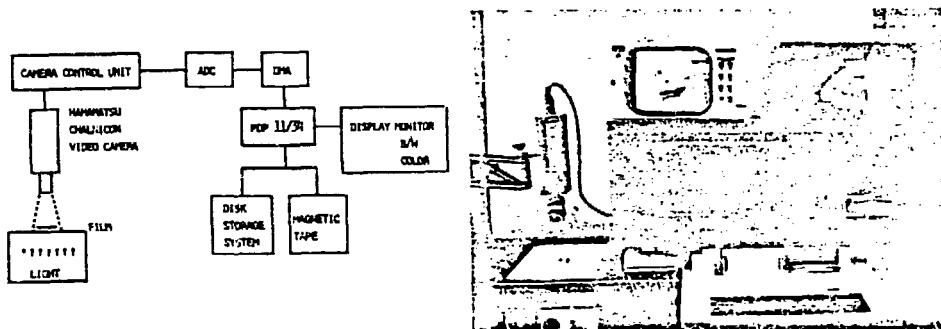 CAMERA CONTROL UNIT
ADC
DMA
HAMAMATSU
CHALNICON
VIDEO CAMERA
PDP 11/34
DISPLAY MONITOR
B/W
COLOR
DISK
STORAGE
SYSTEM
MAGNETIC
TAPE
FILM
LIGHT